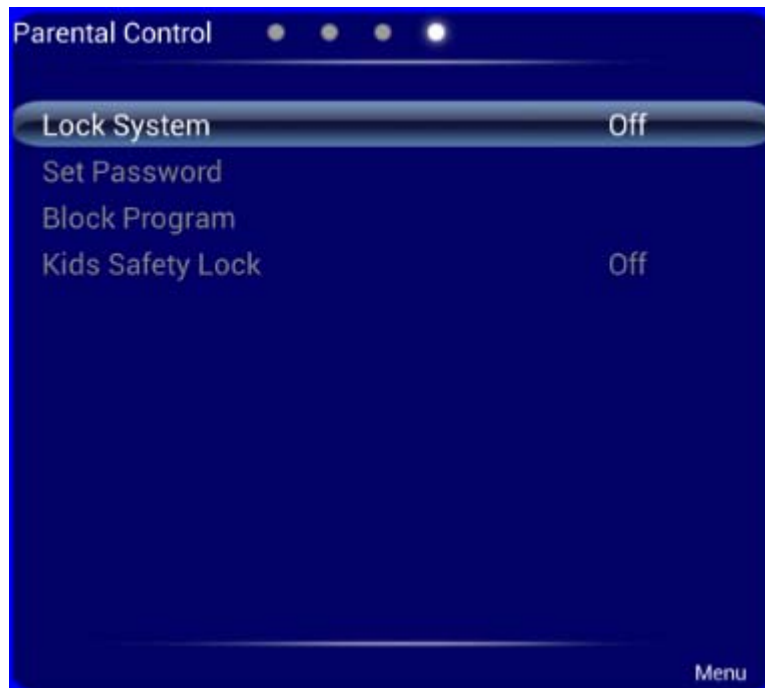 Parental Control
Lock System Off
Set Password
Block Program
Kids Safety Lock Off
Menu